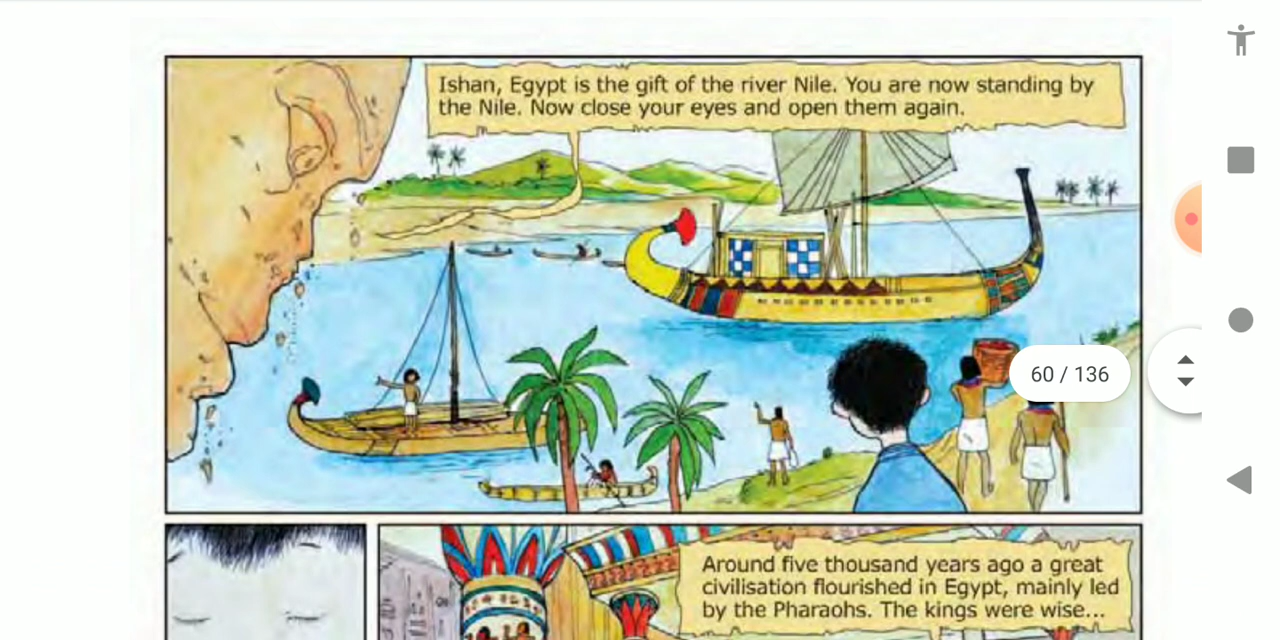 Ishan, Egypt is the gift of the river Nile. You are now standing by
the Nile. Now close your eyes and open them again.
60 / 136
Around five thousand years ago a great
civilisation flourished in Egypt, mainly led
by the Pharaohs. The kings were wise...